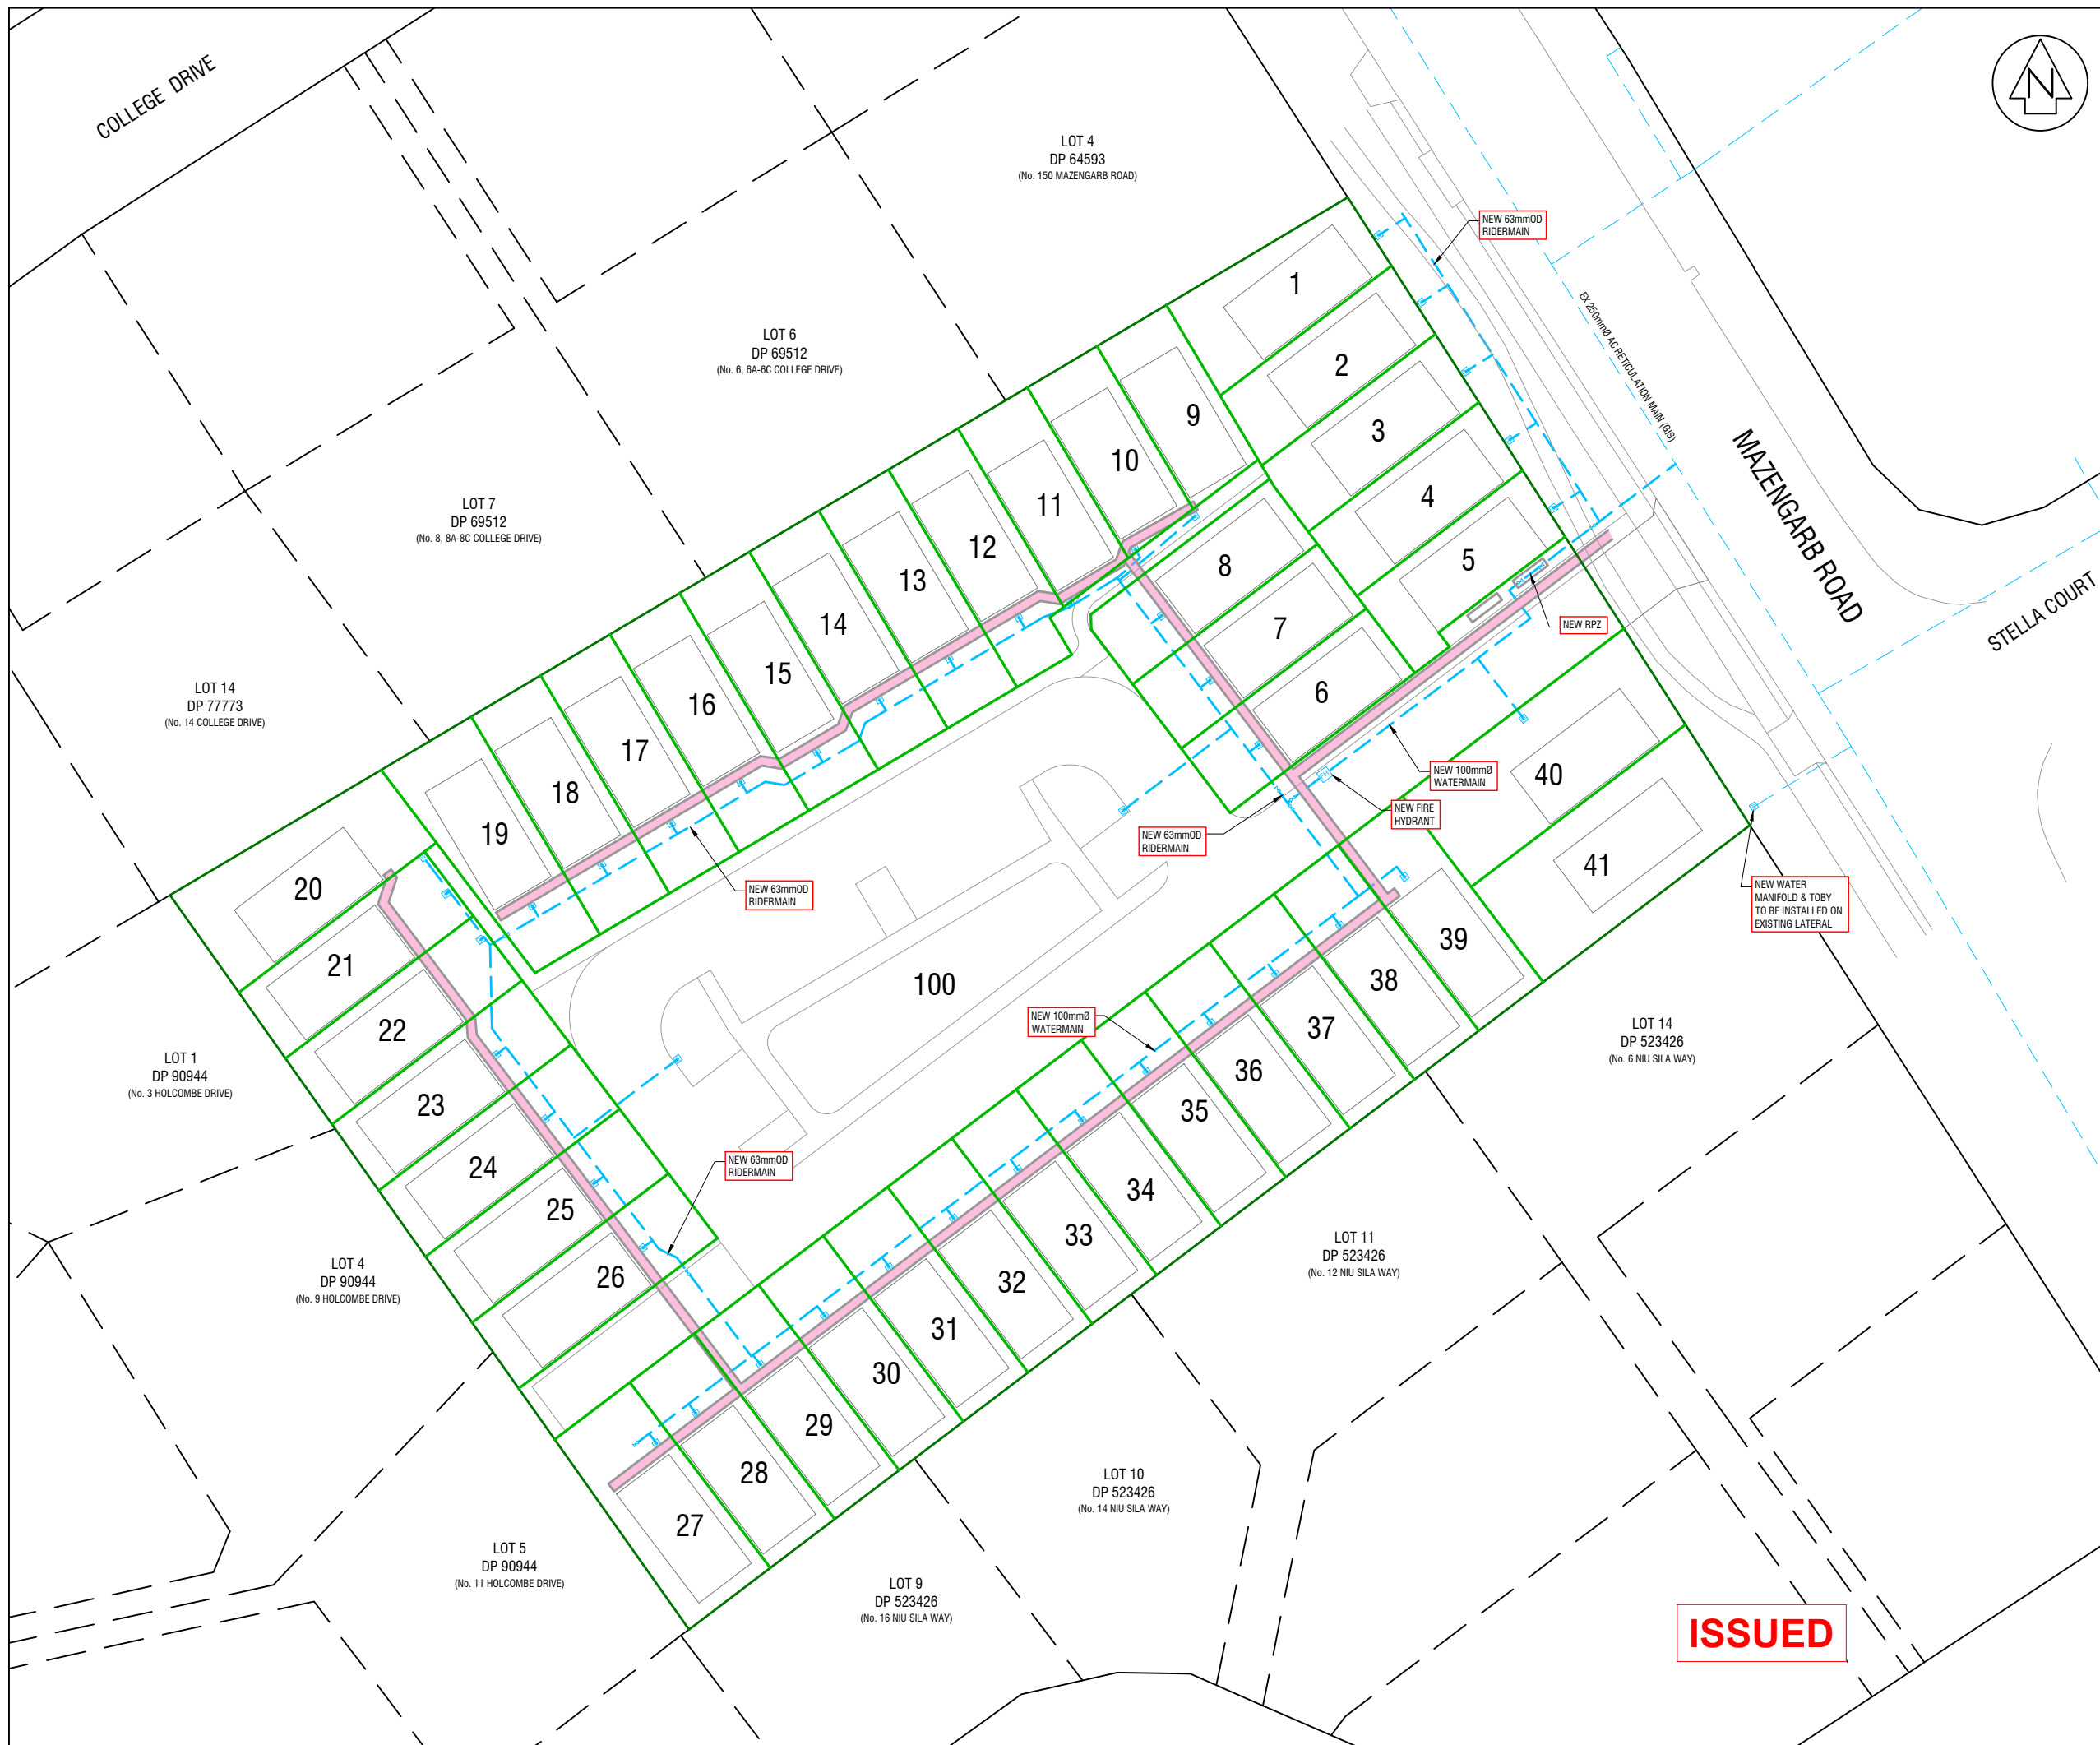 COLLEGE DRIVE
N
LOT 4
DP 64593
(No. 150 MAZENGARB ROAD)
NEW 63mmOD
RIDERMAIN
1
LOT 6
DP 69512
(No. 6, 6A-6C COLLEGE DRIVE)
EX 250mmØ AC RETICULATION MAIN (GIS)
2
3
9
10
MAZENGARB ROAD
LOT 7
DP 69512
(No. 8, 8A-8C COLLEGE DRIVE)
11
4
12
5
8
13
STELLA COURT
14
7
NEW RPZ
15
6
16
LOT 14
DP 77773
(No. 14 COLLEGE DRIVE)
17
18
NEW 100mmØ
WATERMAIN
40
FH
NEW FIRE
HYDRANT
19
NEW 63mmOD
RIDERMAIN
41
20
NEW 63mmOD
RIDERMAIN
NEW WATER
MANIFOLD & TOBY
TO BE INSTALLED ON
EXISTING LATERAL
39
21
38
100
22
NEW 100mmØ
WATERMAIN
37
LOT 14
DP 523426
(No. 6 NIU SILA WAY)
LOT 1
DP 90944
(No. 3 HOLCOMBE DRIVE)
36
23
35
24
NEW 63mmOD
RIDERMAIN
34
25
33
LOT 11
DP 523426
(No. 12 NIU SILA WAY)
LOT 4
DP 90944
(No. 9 HOLCOMBE DRIVE)
26
32
31
30
29
28
LOT 10
DP 523426
(No. 14 NIU SILA WAY)
27
LOT 5
DP 90944
(No. 11 HOLCOMBE DRIVE)
LOT 9
DP 523426
(No. 16 NIU SILA WAY)
ISSUED